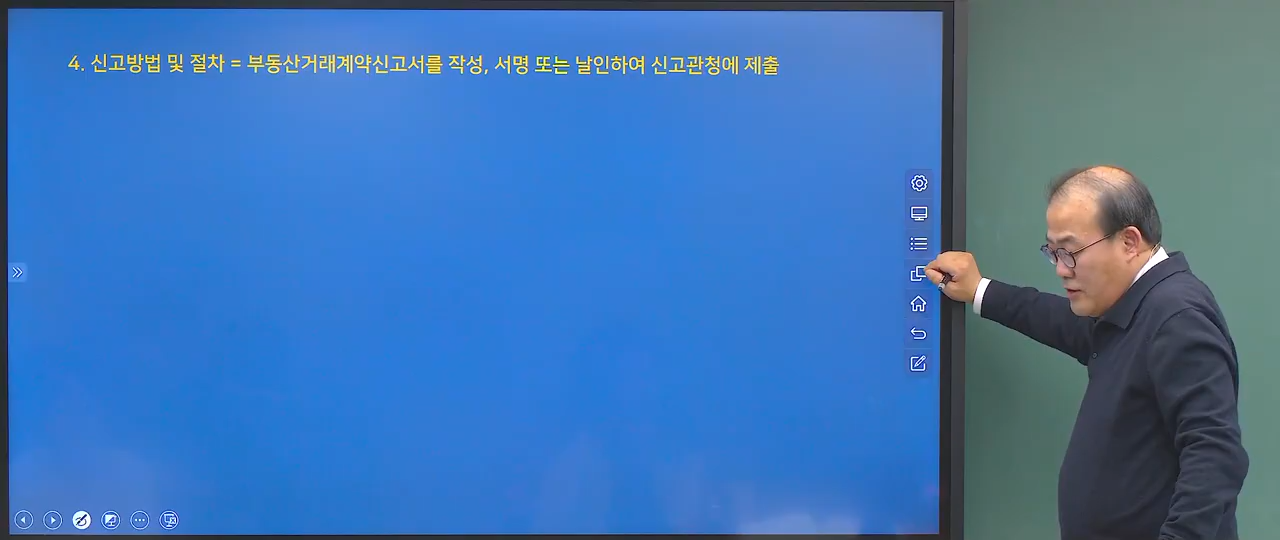 4. 신고방법 및 절차 = 부동산거래계약신고서를 작성, 서명 또는 날인하여 신고관청에 제출